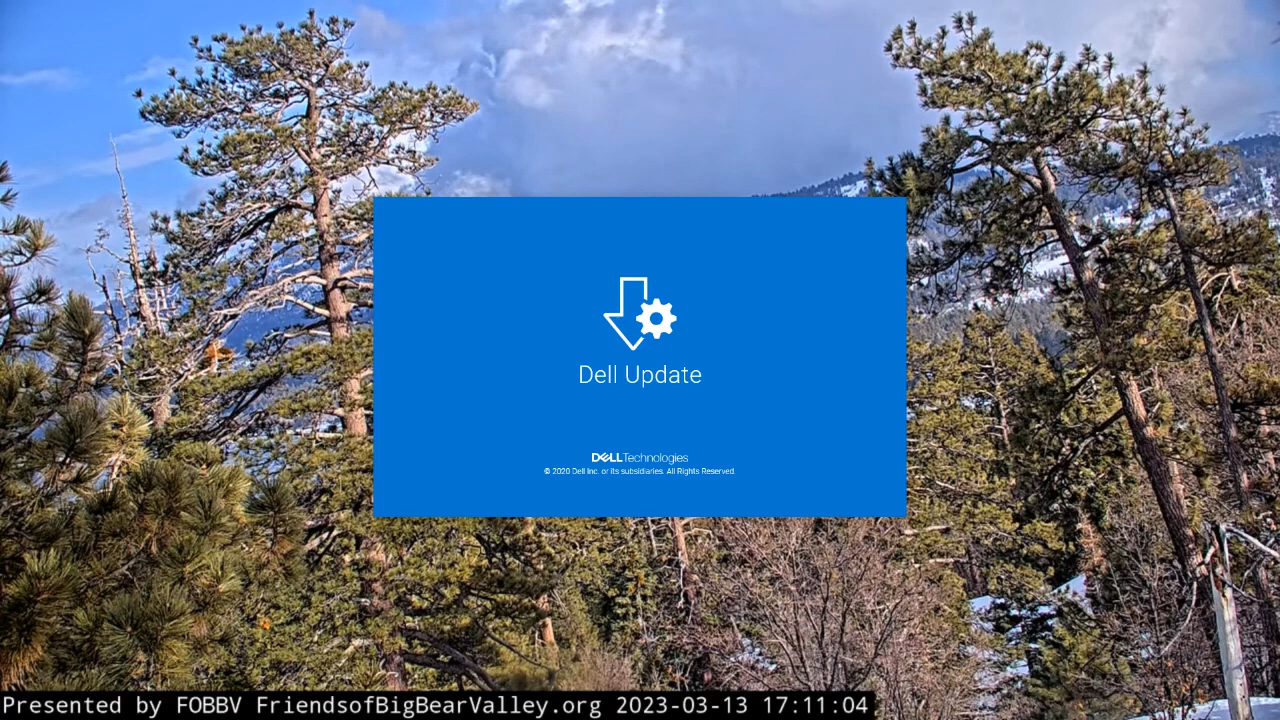 Dell Update
DELLTechnologies
© 2020 Dell Inc. or its subsidiaries. All Rights Reserved.
Presented by FOBBV FriendsofBigBearValley.org 2023-03-13 17:11:04